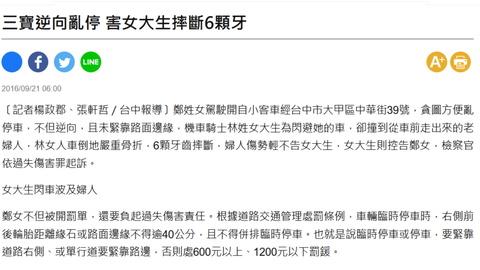 三寶逆向亂停 害女大生摔斷6顆牙
LINE
A+
2016/09/21 06:00
〔記者楊政郡、張軒哲／台中報導〕鄭姓女駕駛開自小客車經台中市大甲區中華街39號，貪圖方便亂
停車，不但逆向，且未緊靠路面邊緣，機車騎士林姓女大生為閃避她的車，卻撞到從車前走出來的老
婦人，林女人車倒地嚴重骨折，6顆牙齒摔斷，婦人傷勢輕不告女大生，女大生則控告鄭女，檢察官
依過失傷害罪起訴。
女大生閃車波及婦人
鄭女不但被開罰單，還要負起過失傷害責任。根據道路交通管理處罰條例，車輛臨時停車時，右側前
後輪胎距離緣石或路面邊緣不得逾40公分，且不得併排臨時停車。也就是說臨時停車或停車，要緊靠
道路右側、或單行道要緊靠路邊，否則處600元以上、1200元以下罰鍰。